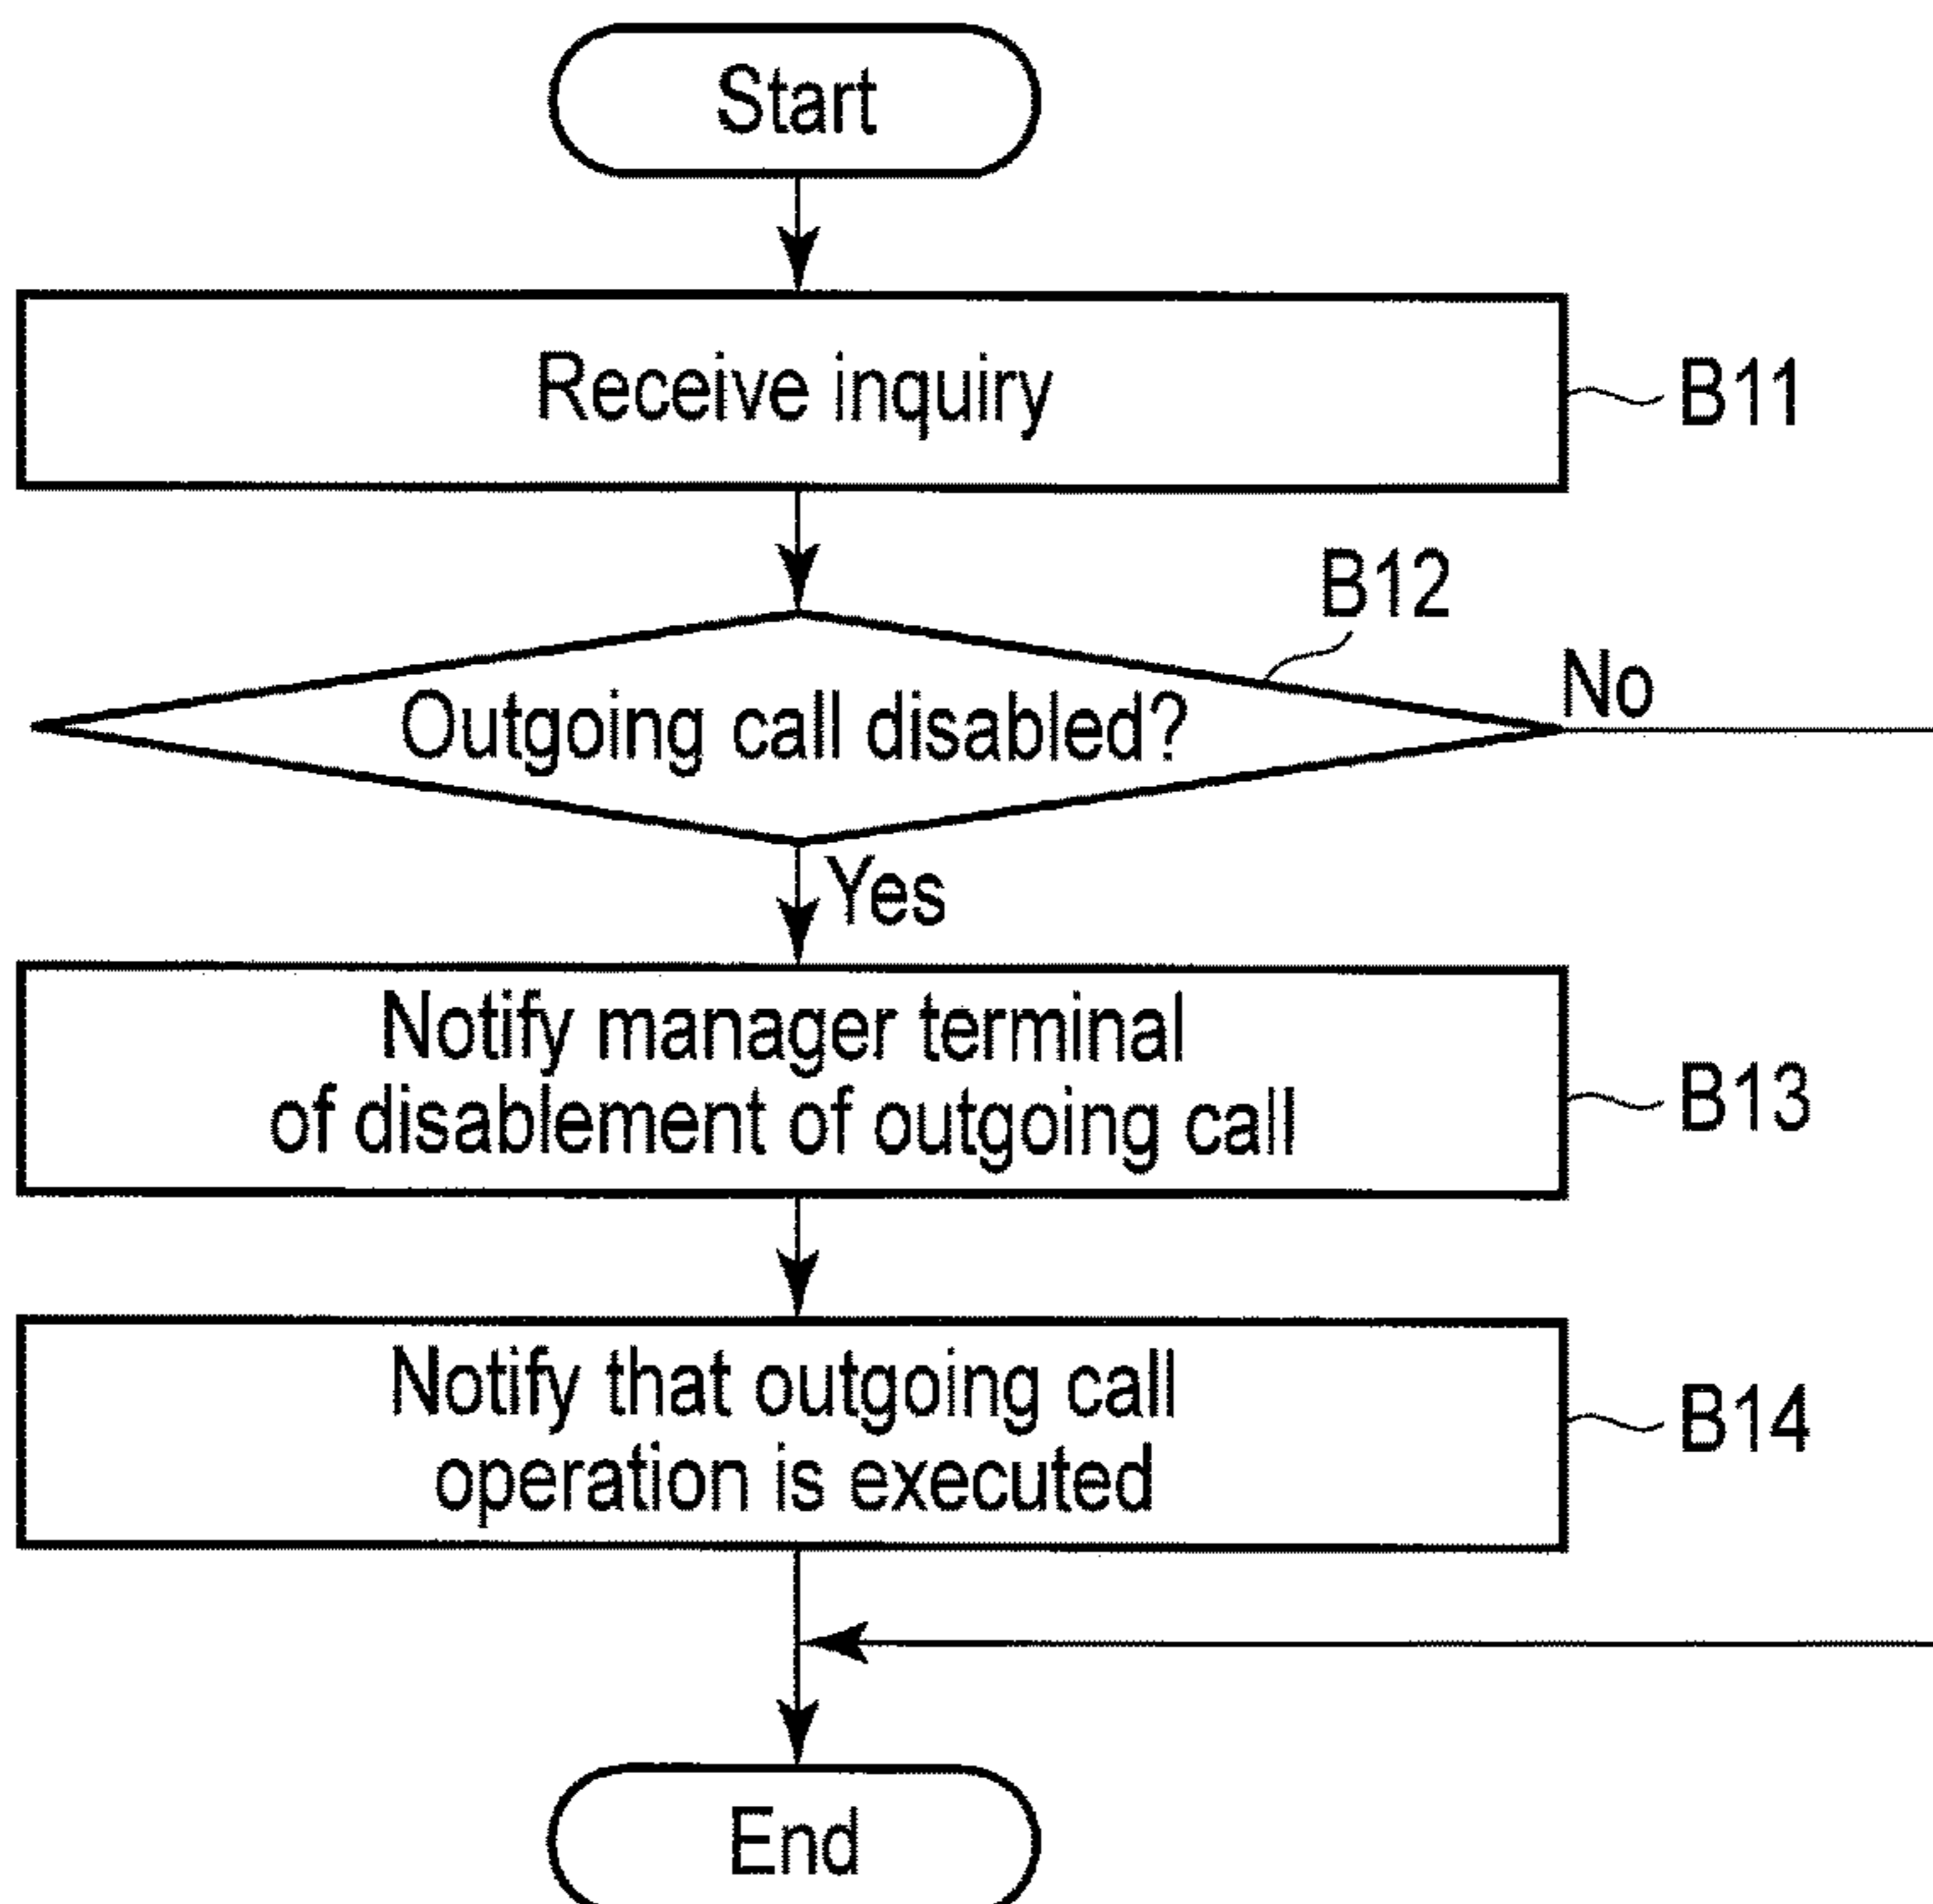 Start
Receive inquiry
B11
B12
Outgoing call disabled?
No
Yes
Notify manager terminal
of disablement of outgoing call
B13
Notify that outgoing call
operation is executed
B14
End